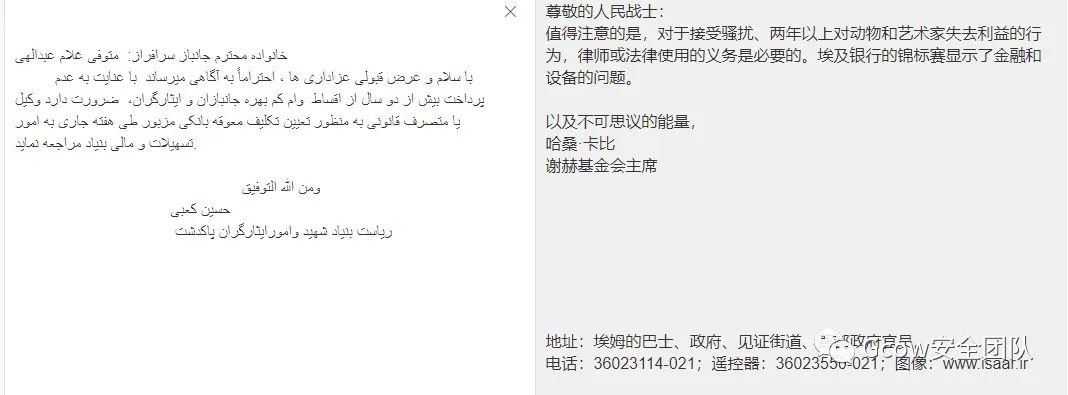 خانواده محترم جانباز سرافراز: متوفی غلام عبدالهی
با سلام و عرض قبولی عزاداری ها ، احتراماً به آگاهی میرساند با عنایت به عدم
پرداخت بیش از دو سال از اقساط وام کم بهره جانبازان و ایثارگران، ضرورت دارد وکیل
یا متصرف قانونی به منظور تعیین تکلیف معوقه بانکی مزبور طی هفته جاری به امور
تسهیلات و مالی بنیاد مراجعه نماید.
ومن الله التوفیق
حسین کعبی
ریاست بنیاد شهید وامورایثارگران پاکدشت
尊敬的人民战士：
值得注意的是，对于接受骚扰、两年以上对动物和艺术家失去利益的行
为，律师或法律使用的义务是必要的。埃及银行的锦标赛显示了金融和
设备的问题。
以及不可思议的能量，
哈桑·卡比
谢赫基金会主席
地址：埃姆的巴士、政府、见证街道、
电话：36023114-021；遥控器：36023550-021；图像：www.isaar.ir
Gcow安全团队